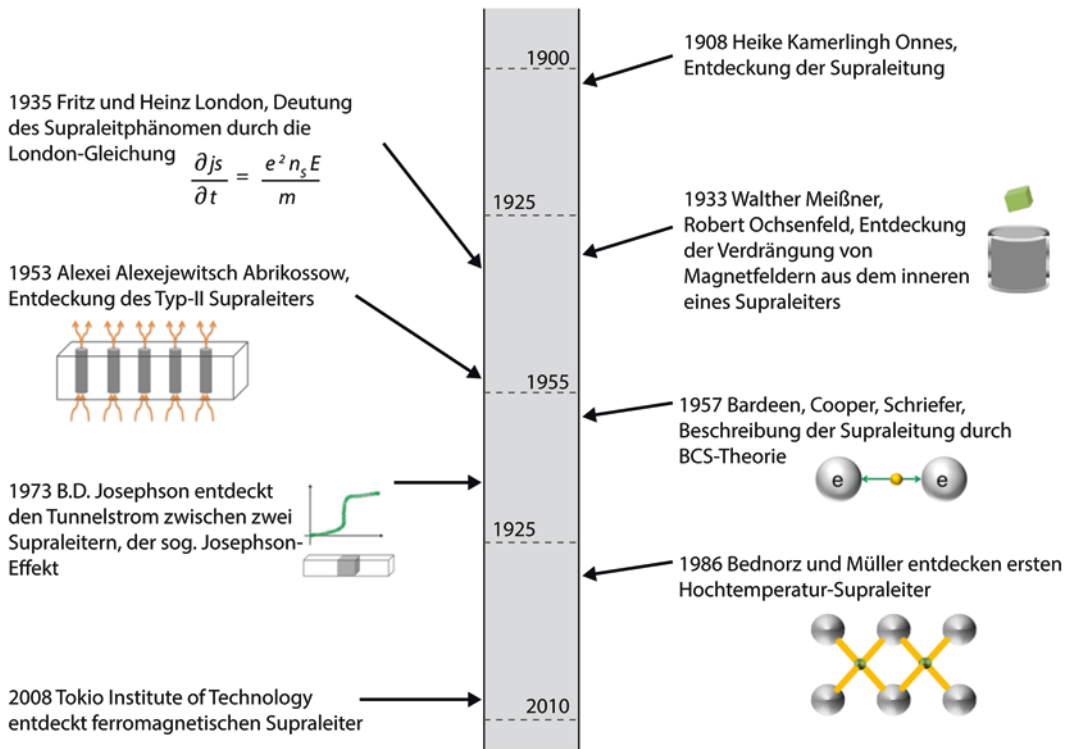 1900
1925
1955
1925
2010
1935 Fritz und Heinz London, Deutung
des Supraleitphänomen durch die
London-Gleichung
∂js/∂t = e²nₛE/m
1953 Alexei Alexejewitsch Abrikossow,
Entdeckung des Typ-II Supraleiters
1973 B.D. Josephson entdeckt
den Tunnelstrom zwischen zwei
Supraleitern, der sog. Josephson-
Effekt
2008 Tokio Institute of Technology
entdeckt ferromagnetischen Supraleiter
1908 Heike Kamerlingh Onnes,
Entdeckung der Supraleitung
1933 Walther Meißner,
Robert Ochsenfeld, Entdeckung
der Verdrängung von
Magnetfeldern aus dem inneren
eines Supraleiters
1957 Bardeen, Cooper, Schriefer,
Beschreibung der Supraleitung durch
BCS-Theorie
e e
1986 Bednorz und Müller entdecken ersten
Hochtemperatur-Supraleiter